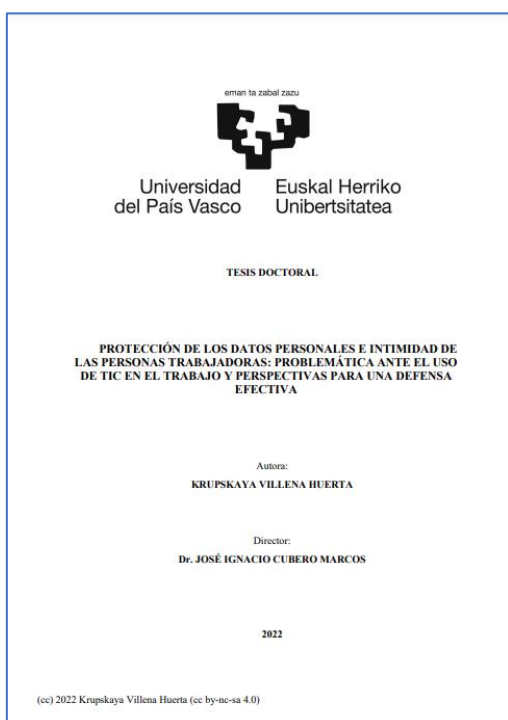 eman ta zabal zazu
Universidad Euskal Herriko
del País Vasco Unibertsitatea
TESIS DOCTORAL
PROTECCIÓN DE LOS DATOS PERSONALES E INTIMIDAD DE
LAS PERSONAS TRABAJADORAS: PROBLEMÁTICA ANTE EL USO
DE TIC EN EL TRABAJO Y PERSPECTIVAS PARA UNA DEFENSA
EFECTIVA
Autora:
KRUPSKAYA VILLENA HUERTA
Director:
Dr. JOSÉ IGNACIO CUBERO MARCOS
2022
(cc) 2022 Krupskaya Villena Huerta (cc by-nc-sa 4.0)